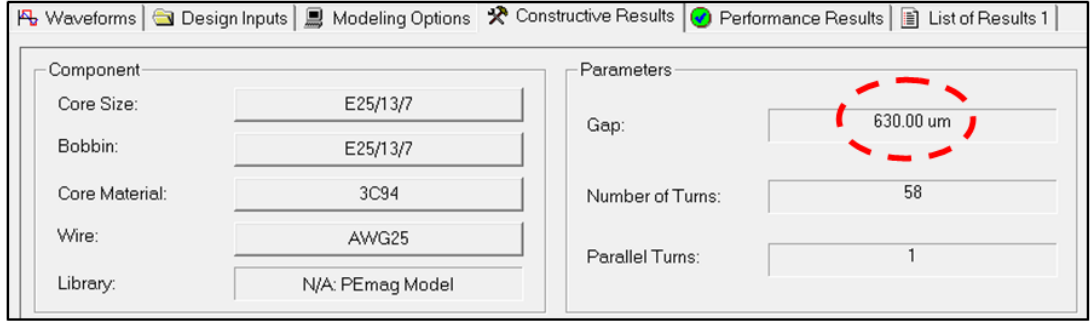 Waveforms Design Inputs Modeling Options Constructive Results Performance Results List of Results 1
Component
Core Size: E25/13/7
Bobbin: E25/13/7
Core Material: 3C94
Wire: AWG25
Library: N/A: PEmag Model
Parameters
Gap: 630.00 um
Number of Turns: 58
Parallel Turns: 1